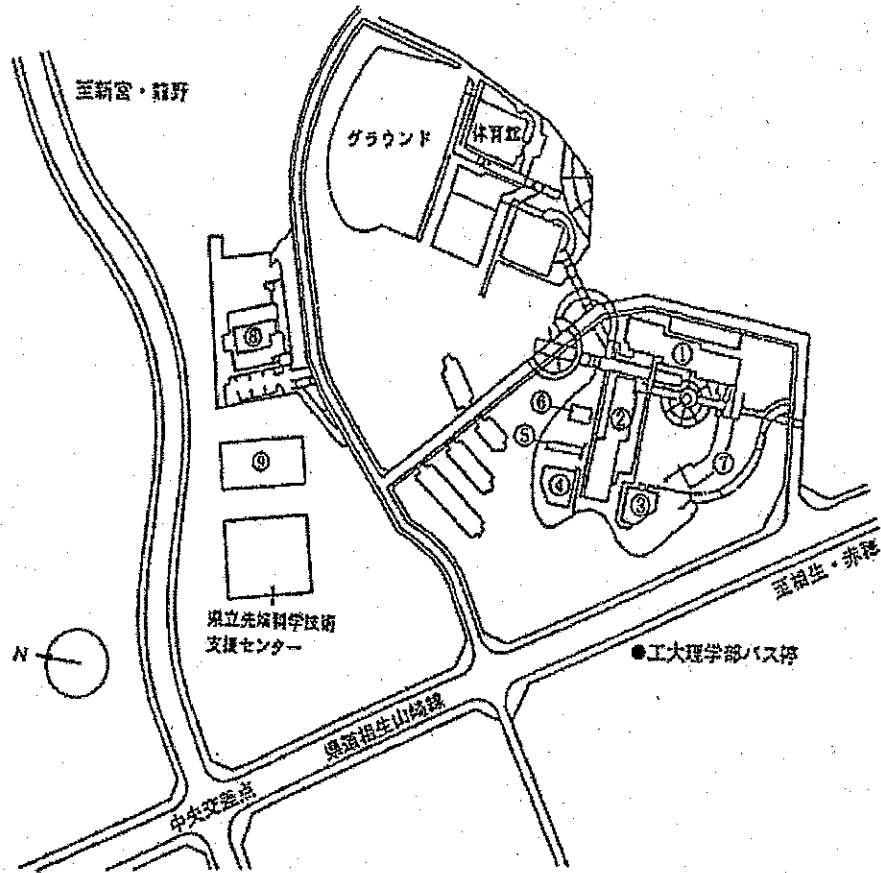 至新宮・龍野
グラウンド
体育館
①
②
③
④
⑤
⑥
⑦
⑧
⑨
県立先端科学技術
支援センター
N
至相生・赤穂
●工大理学部バス停
県道相生山崎線
中央交差点